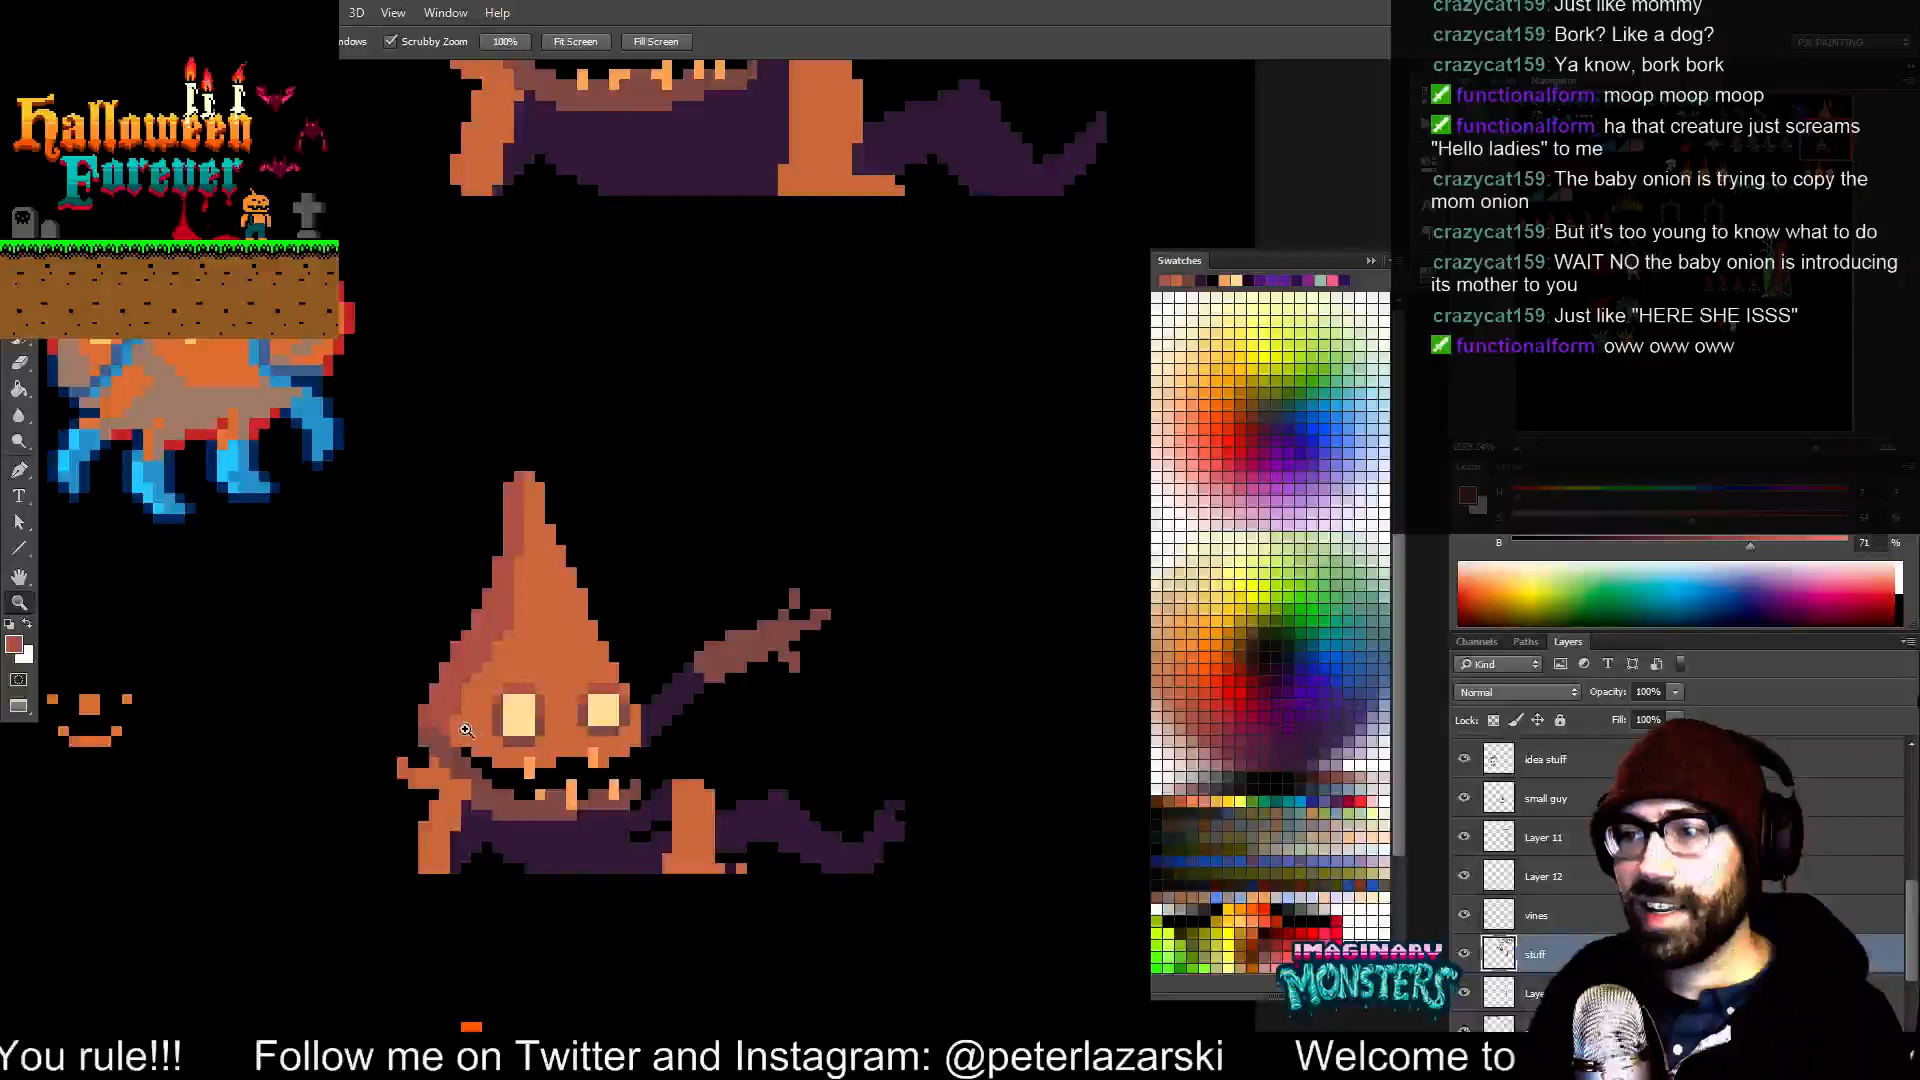 3D View Window Help
ndows Scrubby Zoom 100% Fit Screen Fill Screen
Halloween
Forever
crazycat159: Just like mommy
crazycat159: Bork? Like a dog?
crazycat159: Ya know, bork bork
functionalform moop moop moop
functionalform ha that creature just screams
"Hello ladies" to me
crazycat159: The baby onion is trying to copy the
mom onion
crazycat159: But it's too young to know what to do
crazycat159: WAIT NO the baby onion is introducing
its mother to you
crazycat159: Just like "HERE SHE ISSS"
functionalform oww oww oww
PJL PAINTING
Navigator
Swatches
Color
H
S
B 71 %
Channels Paths Layers
Kind
Normal Opacity: 100%
Lock: Fill: 100%
idea stuff
small guy
Layer 11
Layer 12
vines
stuff
Laye
IMAGINARY
MONSTERS
You rule!!! Follow me on Twitter and Instagram: @peterlazarski Welcome to